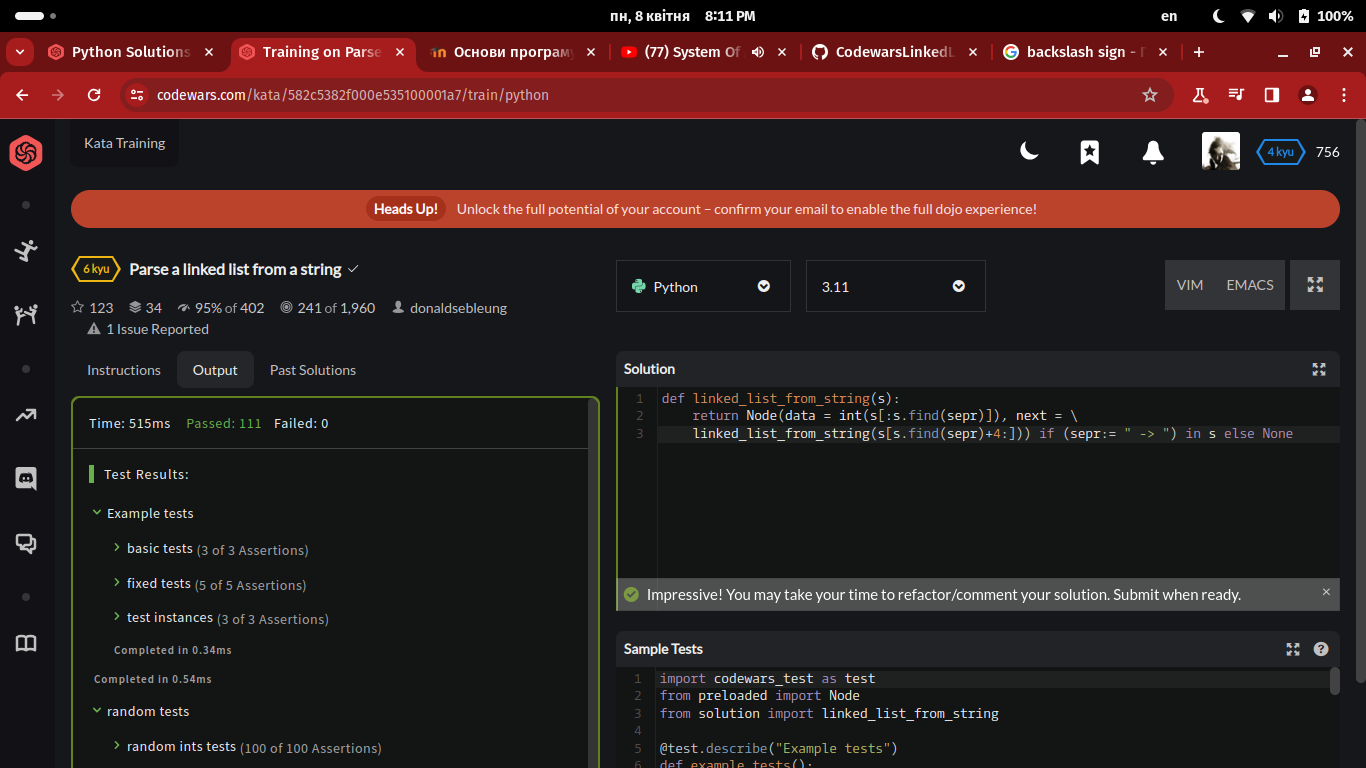 пн, 8 квітня 8:11 PM
en
100%
Python Solutions
Training on Parse
Основи програму
(77) System Of
CodewarsLinkedL
backslash sign -
codewars.com/kata/582c5382f000e535100001a7/train/python
Kata Training
4 kyu 756
Heads Up! Unlock the full potential of your account – confirm your email to enable the full dojo experience!
6 kyu Parse a linked list from a string
123 34 95% of 402 241 of 1,960 donaldsebleung
1 Issue Reported
Python
3.11
VIM EMACS
Instructions Output Past Solutions
Time: 515ms Passed: 111 Failed: 0
Test Results:
Example tests
basic tests (3 of 3 Assertions)
fixed tests (5 of 5 Assertions)
test instances (3 of 3 Assertions)
Completed in 0.34ms
Completed in 0.54ms
random tests
random ints tests (100 of 100 Assertions)
Solution
1 def linked_list_from_string(s):
2 return Node(data = int(s[:s.find(sepr)]), next = \
3 linked_list_from_string(s[s.find(sepr)+4:])) if (sepr:= " -> ") in s else None
Impressive! You may take your time to refactor/comment your solution. Submit when ready.
Sample Tests
1 import codewars_test as test
2 from preloaded import Node
3 from solution import linked_list_from_string
4
5 @test.describe("Example tests")
6 def example_tests():